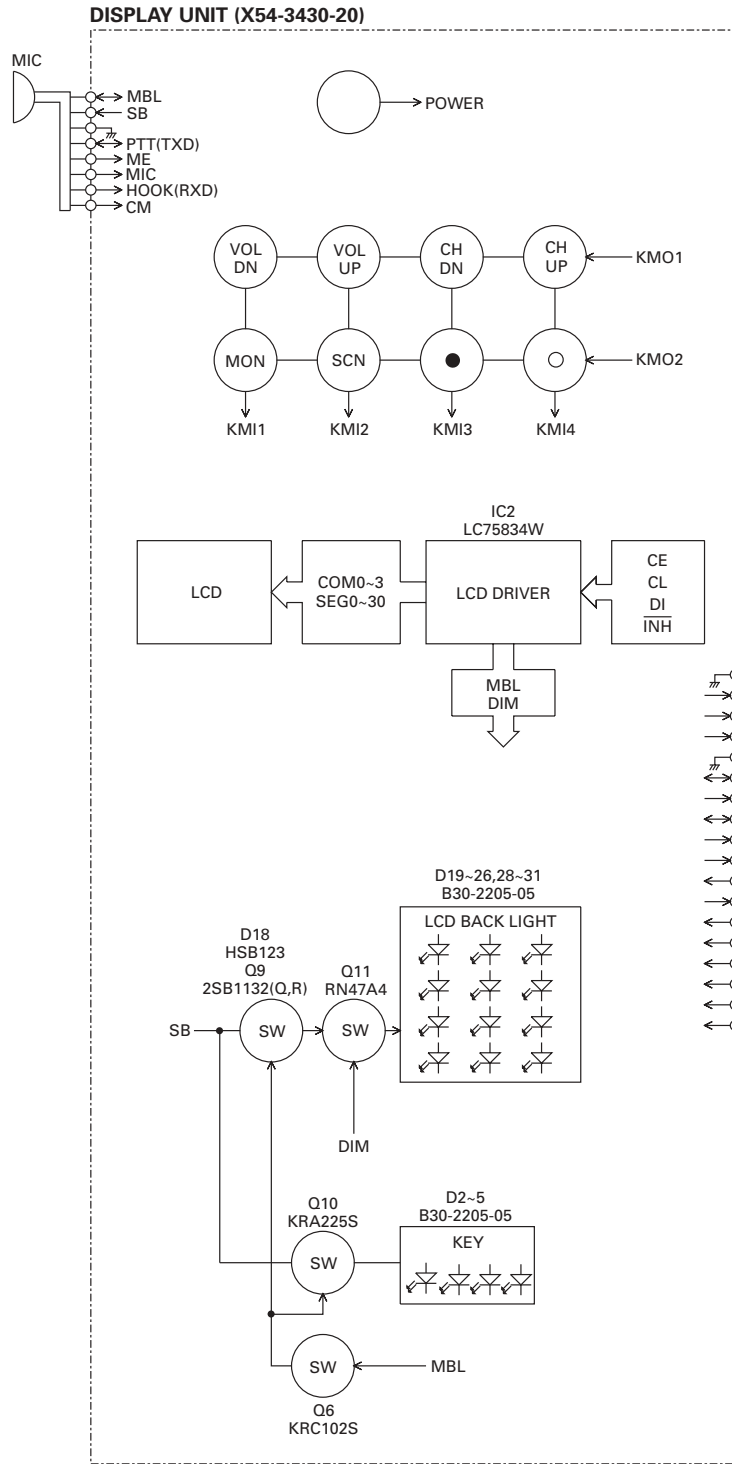 DISPLAY UNIT (X54-3430-20)
MIC
MBL
SB
PTT(TXD)
ME
MIC
HOOK(RXD)
CM
POWER
VOL
DN
VOL
UP
CH
DN
CH
UP
KMO1
MON
SCN
KMO2
KMI1
KMI2
KMI3
KMI4
IC2
LC75834W
LCD
COM0~3
SEG0~30
LCD DRIVER
CE
CL
DI
INH
MBL
DIM
D19~26,28~31
B30-2205-05
LCD BACK LIGHT
D18
HSB123
Q9
2SB1132(Q,R)
Q11
RN47A4
SB
SW
SW
DIM
Q10
KRA225S
SW
D2~5
B30-2205-05
KEY
SW
MBL
Q6
KRC102S